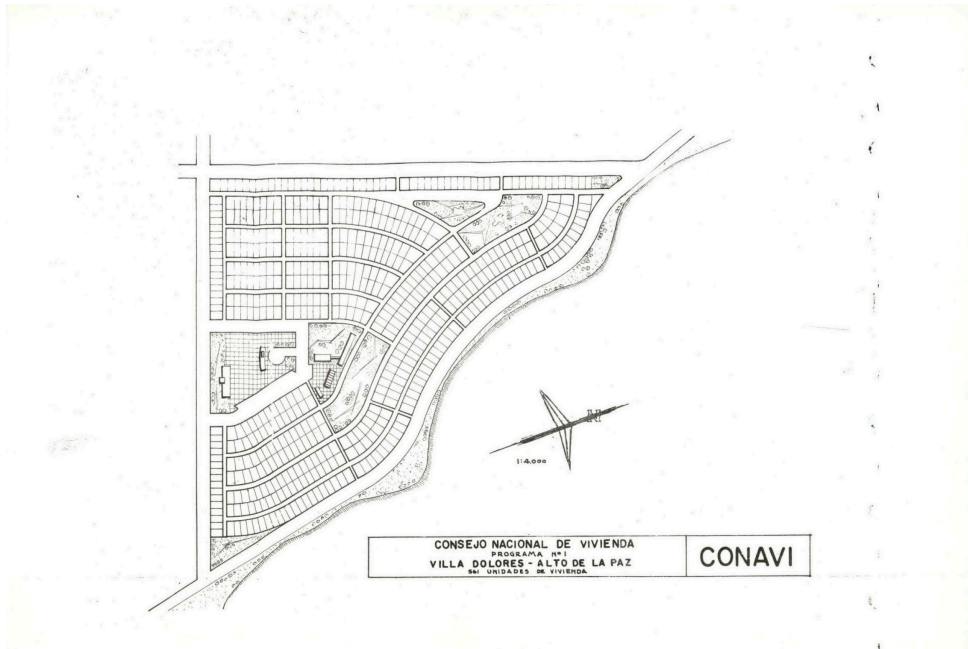 N
1:4.000
CONSEJO NACIONAL DE VIVIENDA
PROGRAMA Nº 1
VILLA DOLORES - ALTO DE LA PAZ
561 UNIDADES DE VIVIENDA
CONAVI